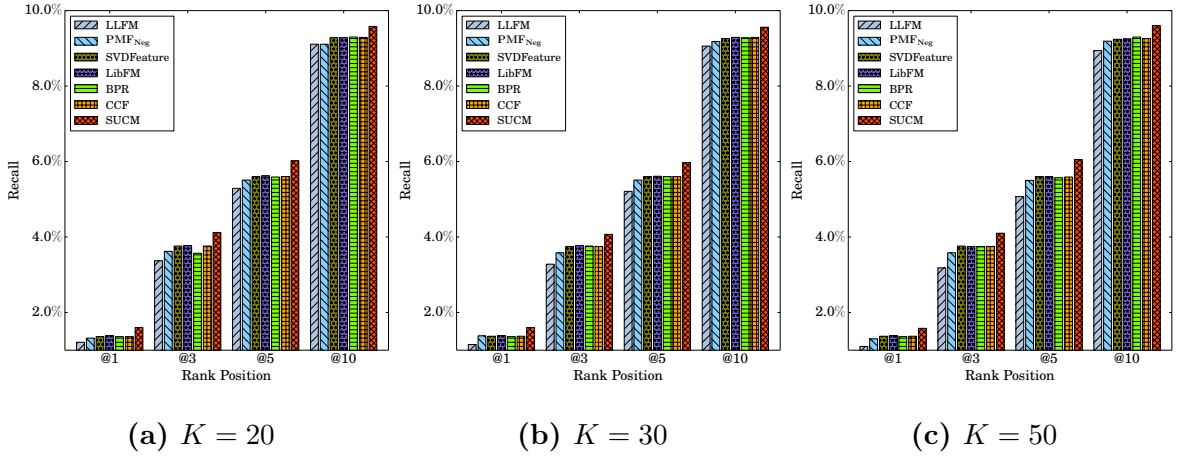 10.0%
8.0%
6.0%
4.0%
2.0%
Recall
LLFM
PMF_Neg
SVDFeature
LibFM
BPR
CCF
SUCM
@1 @3 @5 @10
Rank Position
(a) K = 20
10.0%
8.0%
6.0%
4.0%
2.0%
Recall
LLFM
PMF_Neg
SVDFeature
LibFM
BPR
CCF
SUCM
@1 @3 @5 @10
Rank Position
(b) K = 30
10.0%
8.0%
6.0%
4.0%
2.0%
Recall
LLFM
PMF_Neg
SVDFeature
LibFM
BPR
CCF
SUCM
@1 @3 @5 @10
Rank Position
(c) K = 50